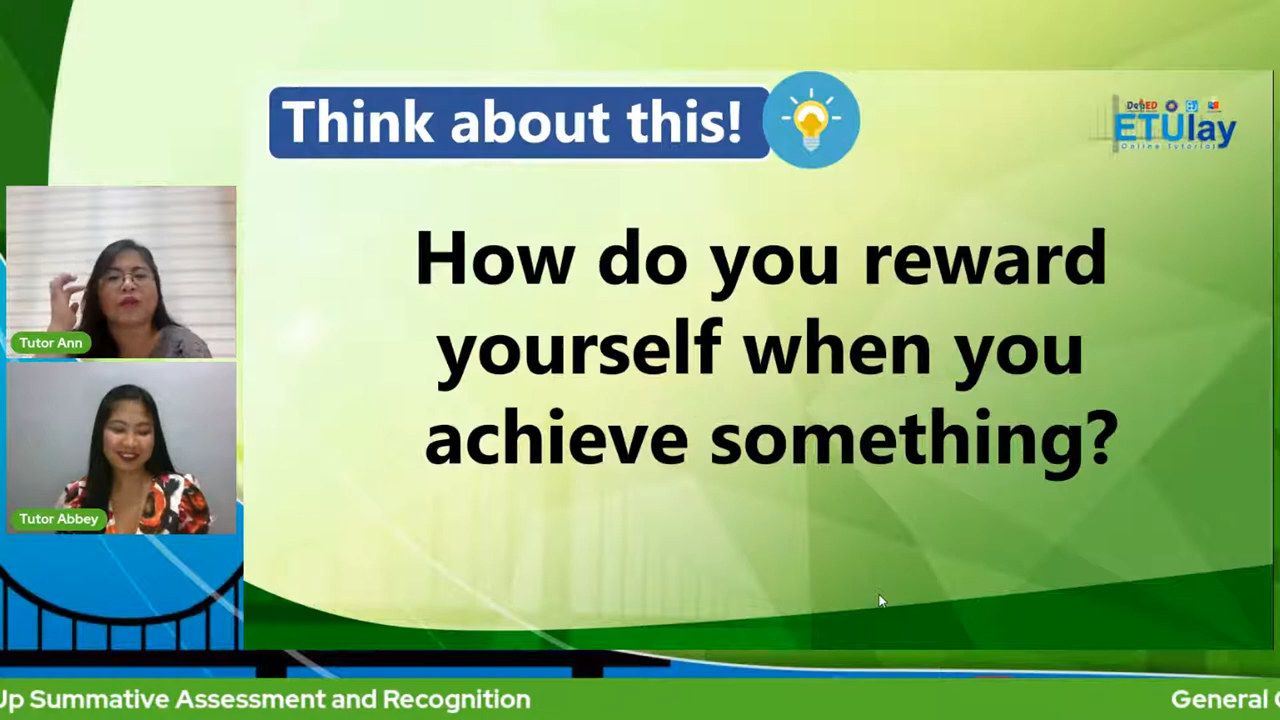 Think about this!
DepED
ETUlay
Online Tutorial
How do you reward
yourself when you
achieve something?
Tutor Ann
Tutor Abbey
Up Summative Assessment and Recognition
General